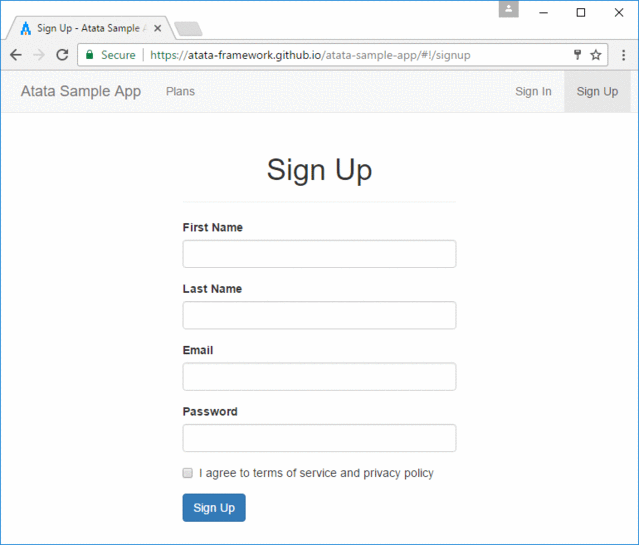 Sign Up - Atata Sample A
Secure https://atata-framework.github.io/atata-sample-app/#!/signup
Atata Sample App Plans Sign In Sign Up
Sign Up
First Name
Last Name
Email
Password
I agree to terms of service and privacy policy
Sign Up